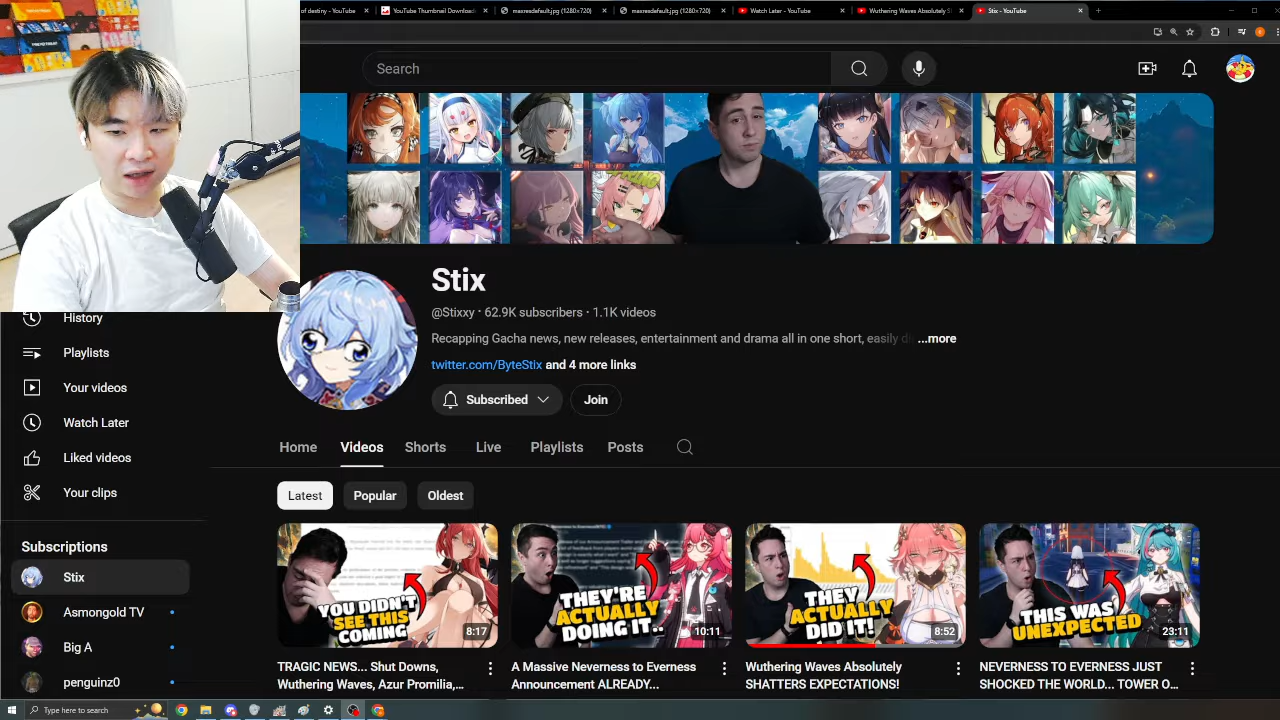 of destiny - YouTube
YouTube Thumbnail Download
maxresdefault.jpg (1280×720)
maxresdefault.jpg (1280×720)
Watch Later - YouTube
Wuthering Waves Absolutely S
Stix - YouTube
Search
Stix
@Stixxy · 62.9K subscribers · 1.1K videos
Recapping Gacha news, new releases, entertainment and drama all in one short, easily ...more
twitter.com/ByteStix and 4 more links
Subscribed
Join
Home Videos Shorts Live Playlists Posts
Latest Popular Oldest
History
Playlists
Your videos
Watch Later
Liked videos
Your clips
Subscriptions
Stix
Asmongold TV
Big A
penguinz0
YOU DIDN'T
SEE THIS
COMING
8:17
TRAGIC NEWS... Shut Downs,
Wuthering Waves, Azur Promilia,...
THEY'RE
ACTUALLY
DOING IT..
10:11
A Massive Neverness to Everness
Announcement ALREADY...
THEY
ACTUALLY
DID IT!
8:52
Wuthering Waves Absolutely
SHATTERS EXPECTATIONS!
THIS WAS
UNEXPECTED
23:11
NEVERNESS TO EVERNESS JUST
SHOCKED THE WORLD... TOWER O...
Type here to search